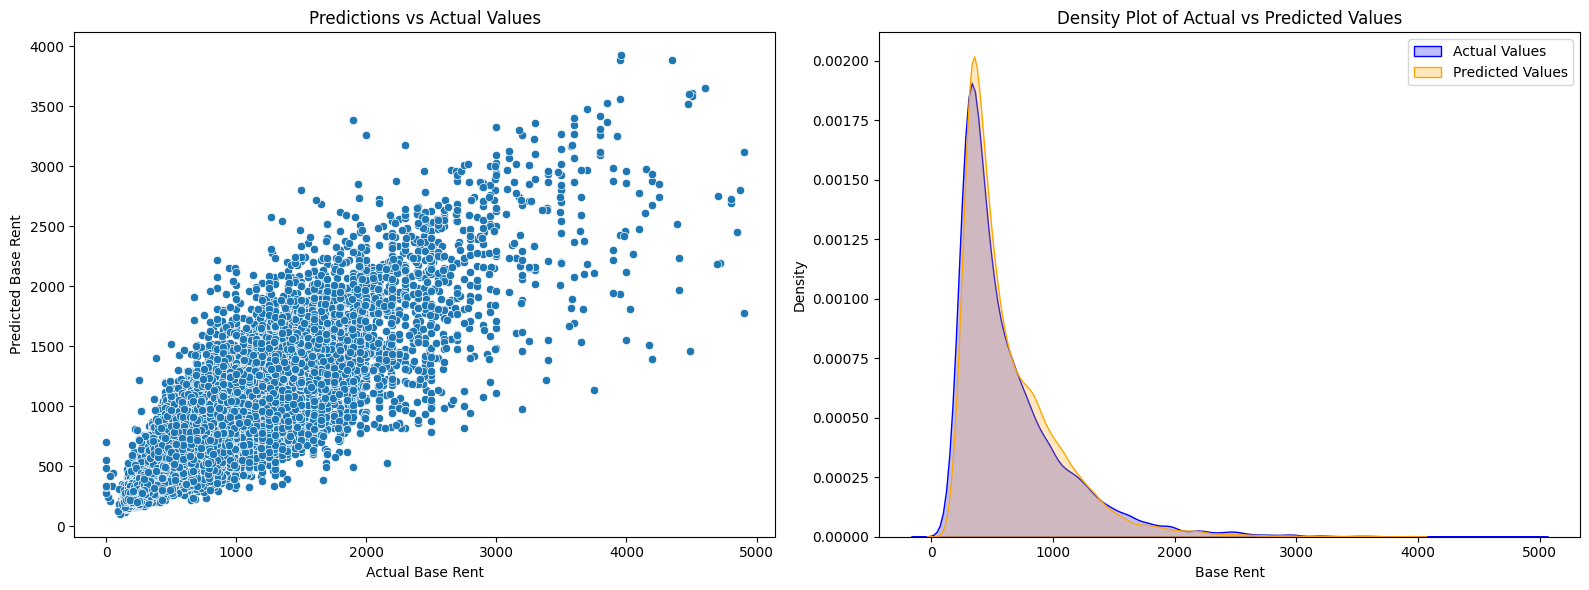 Predictions vs Actual Values
4000
3500
3000
2500
2000
1500
1000
500
0
Predicted Base Rent
0 1000 2000 3000 4000 5000
Actual Base Rent
Density Plot of Actual vs Predicted Values
Actual Values
Predicted Values
0.00200
0.00175
0.00150
0.00125
0.00100
0.00075
0.00050
0.00025
0.00000
Density
0 1000 2000 3000 4000 5000
Base Rent